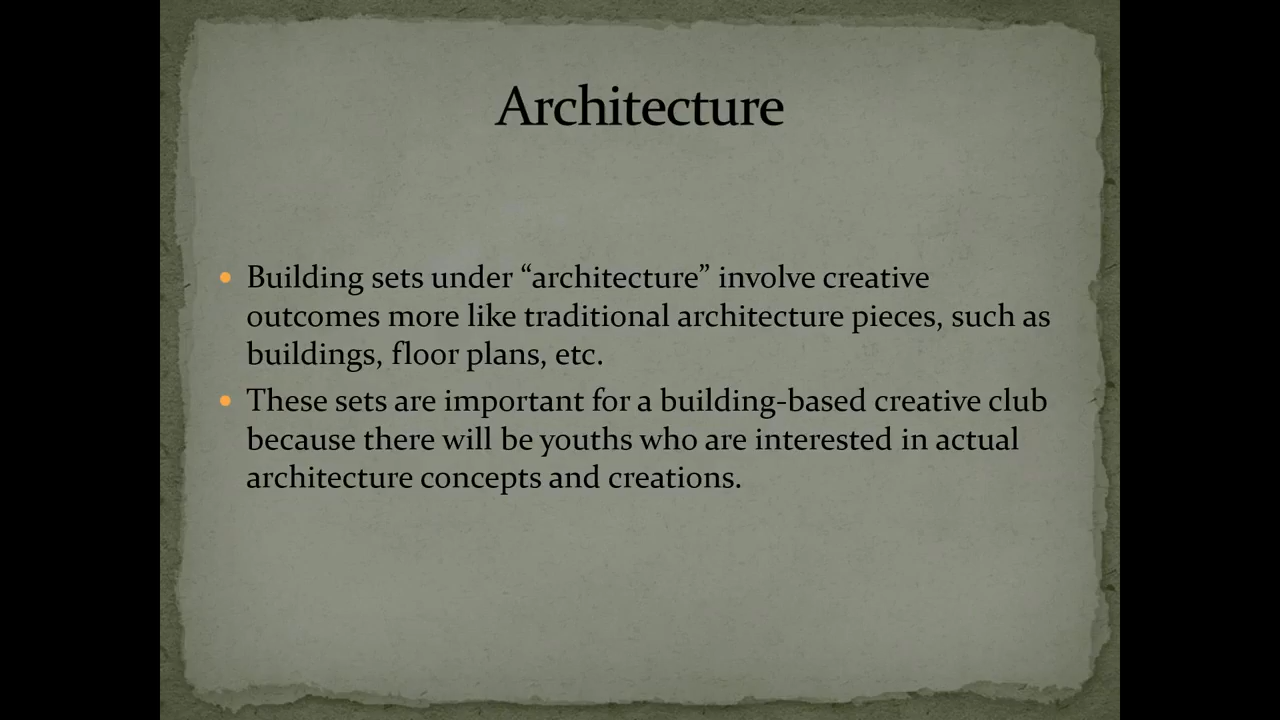 Architecture
Building sets under “architecture” involve creative
outcomes more like traditional architecture pieces, such as
buildings, floor plans, etc.
These sets are important for a building-based creative club
because there will be youths who are interested in actual
architecture concepts and creations.